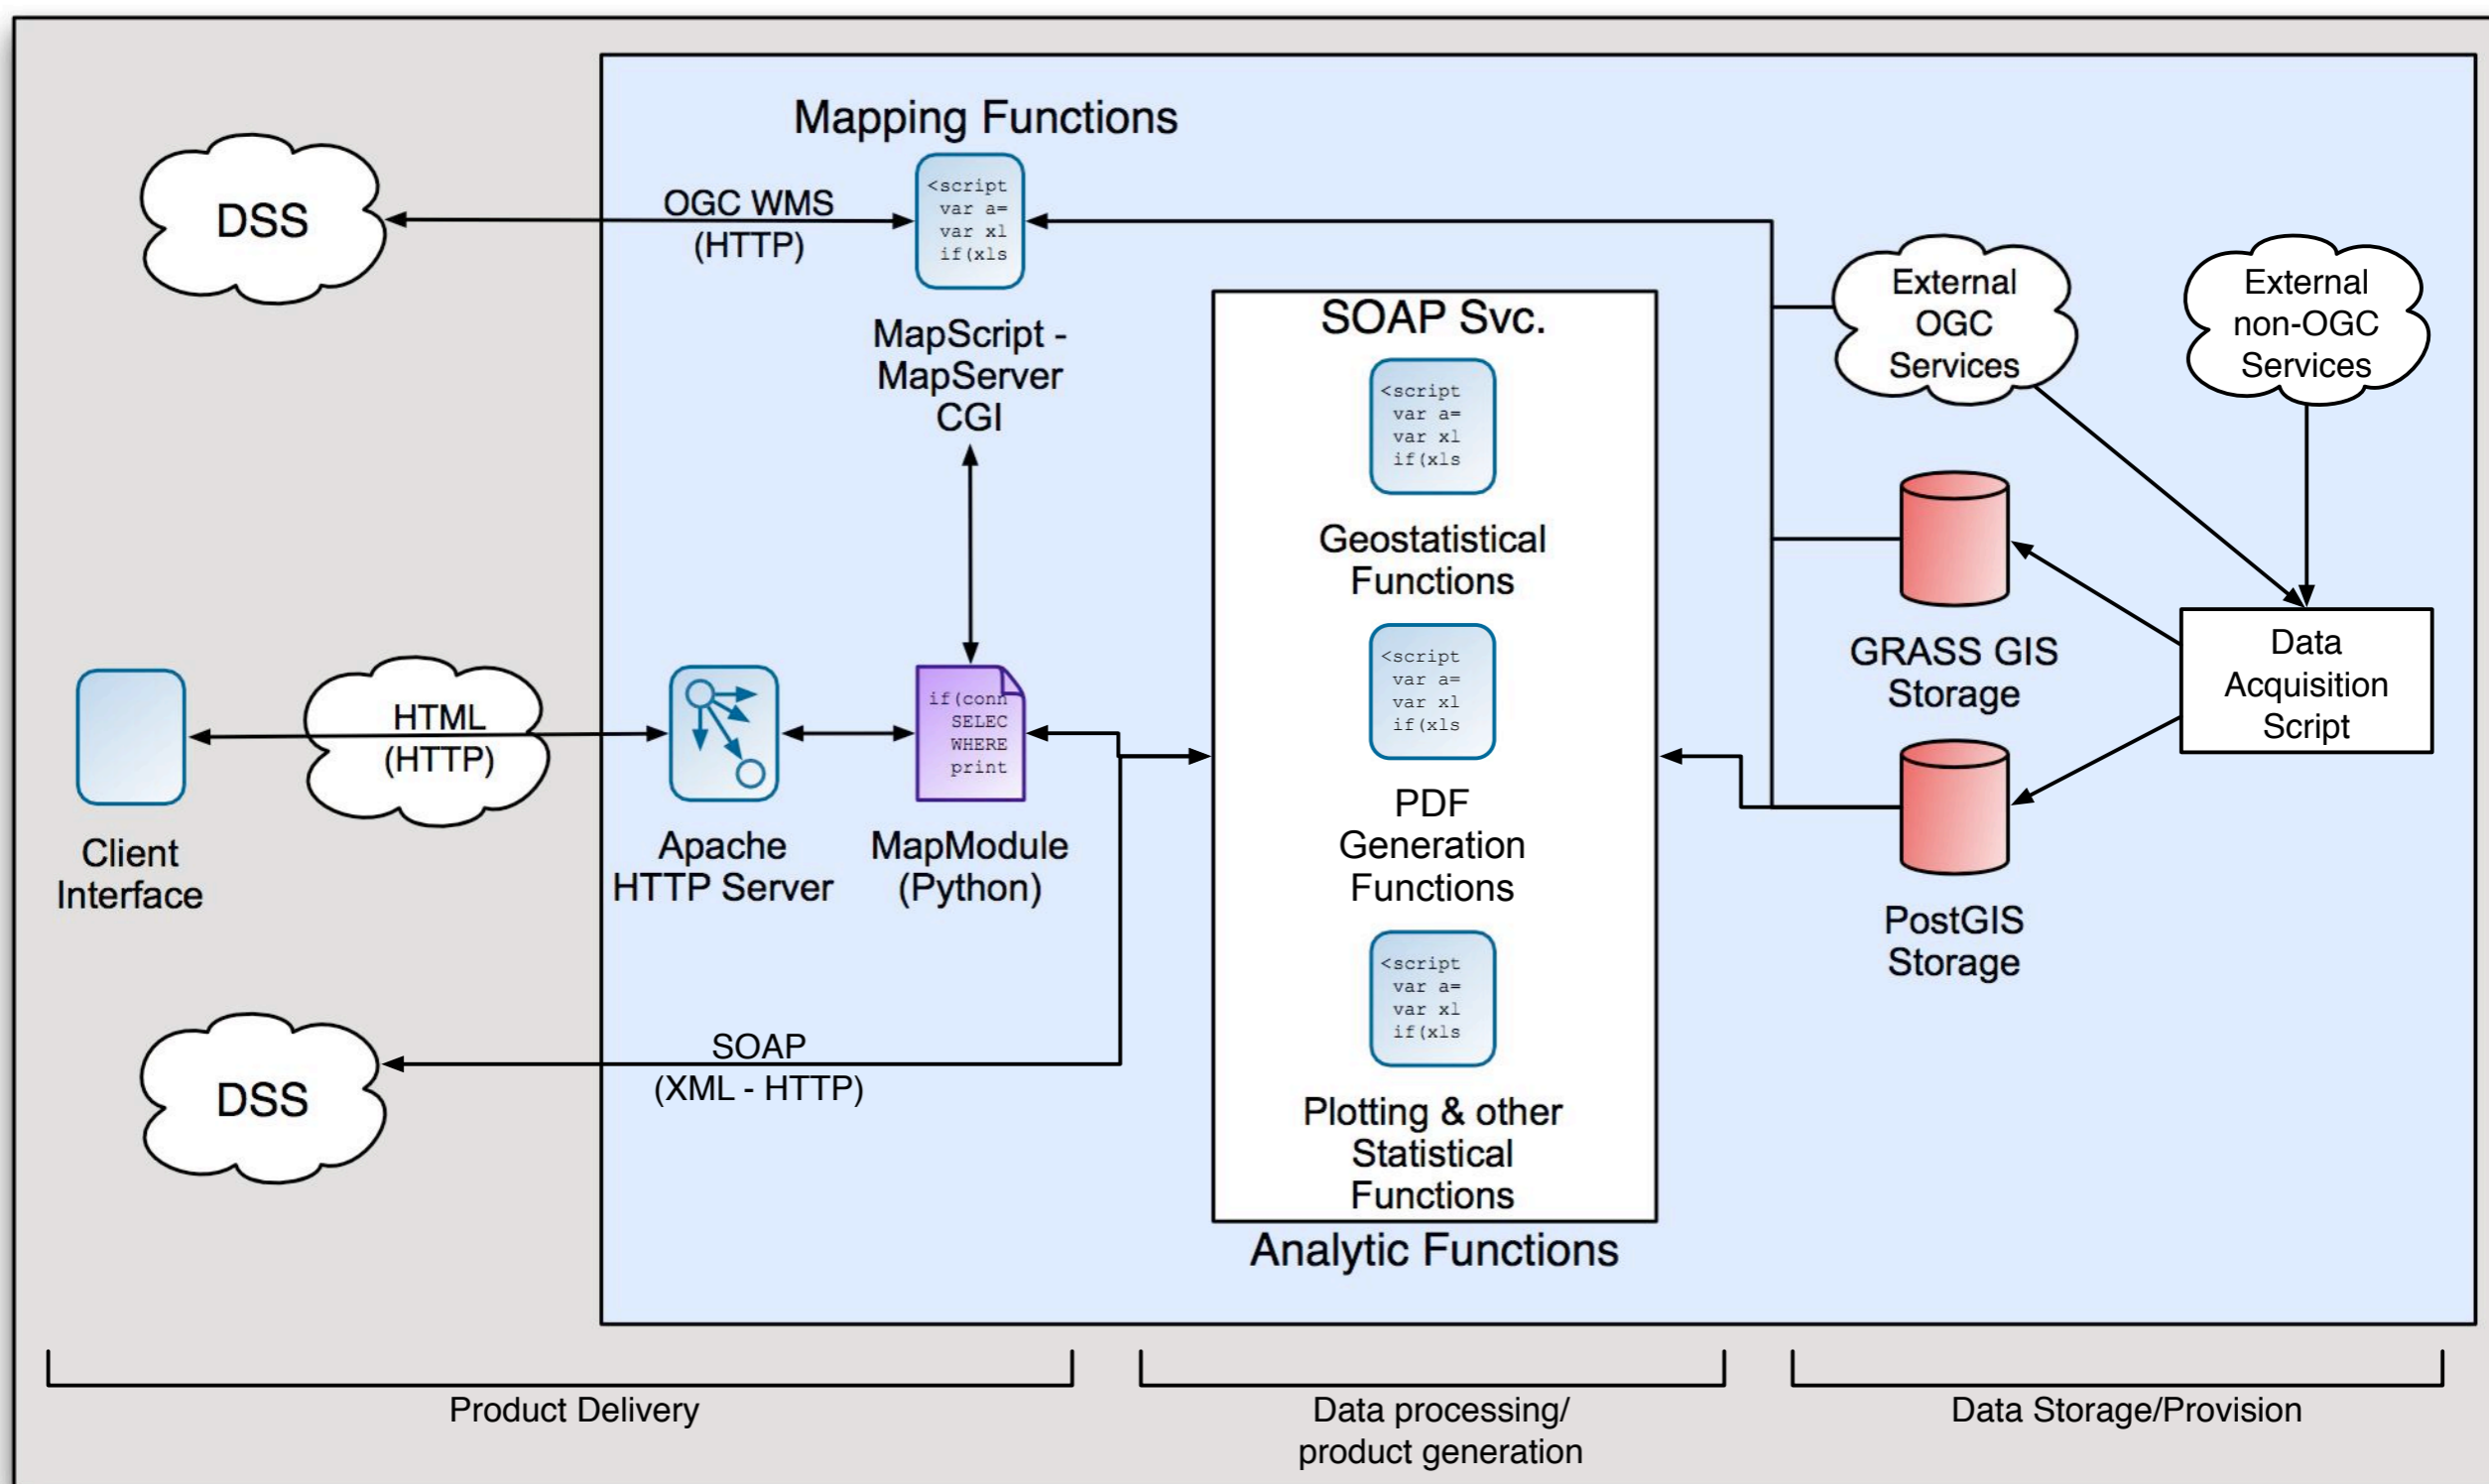 Mapping Functions
DSS
OGC WMS
(HTTP)
<script
var a=
var xl
if(xls
MapScript -
MapServer
CGI
External
OGC
Services
External
non-OGC
Services
SOAP Svc.
<script
var a=
var xl
if(xls
Geostatistical
Functions
<script
var a=
var xl
if(xls
PDF
Generation
Functions
<script
var a=
var xl
if(xls
Plotting & other
Statistical
Functions
Analytic Functions
GRASS GIS
Storage
Data
Acquisition
Script
PostGIS
Storage
Client
Interface
HTML
(HTTP)
Apache
HTTP Server
if(conn
SELEC
WHERE
print
MapModule
(Python)
DSS
SOAP
(XML - HTTP)
Product Delivery
Data processing/
product generation
Data Storage/Provision